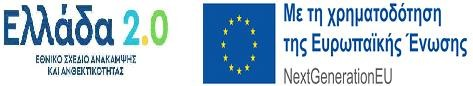 Ελλάδα 2.0
ΕΘΝΙΚΟ ΣΧΕΔΙΟ ΑΝΑΚΑΜΨΗΣ
ΚΑΙ ΑΝΘΕΚΤΙΚΟΤΗΤΑΣ
Με τη χρηματοδότηση
της Ευρωπαϊκής Ένωσης
NextGenerationEU